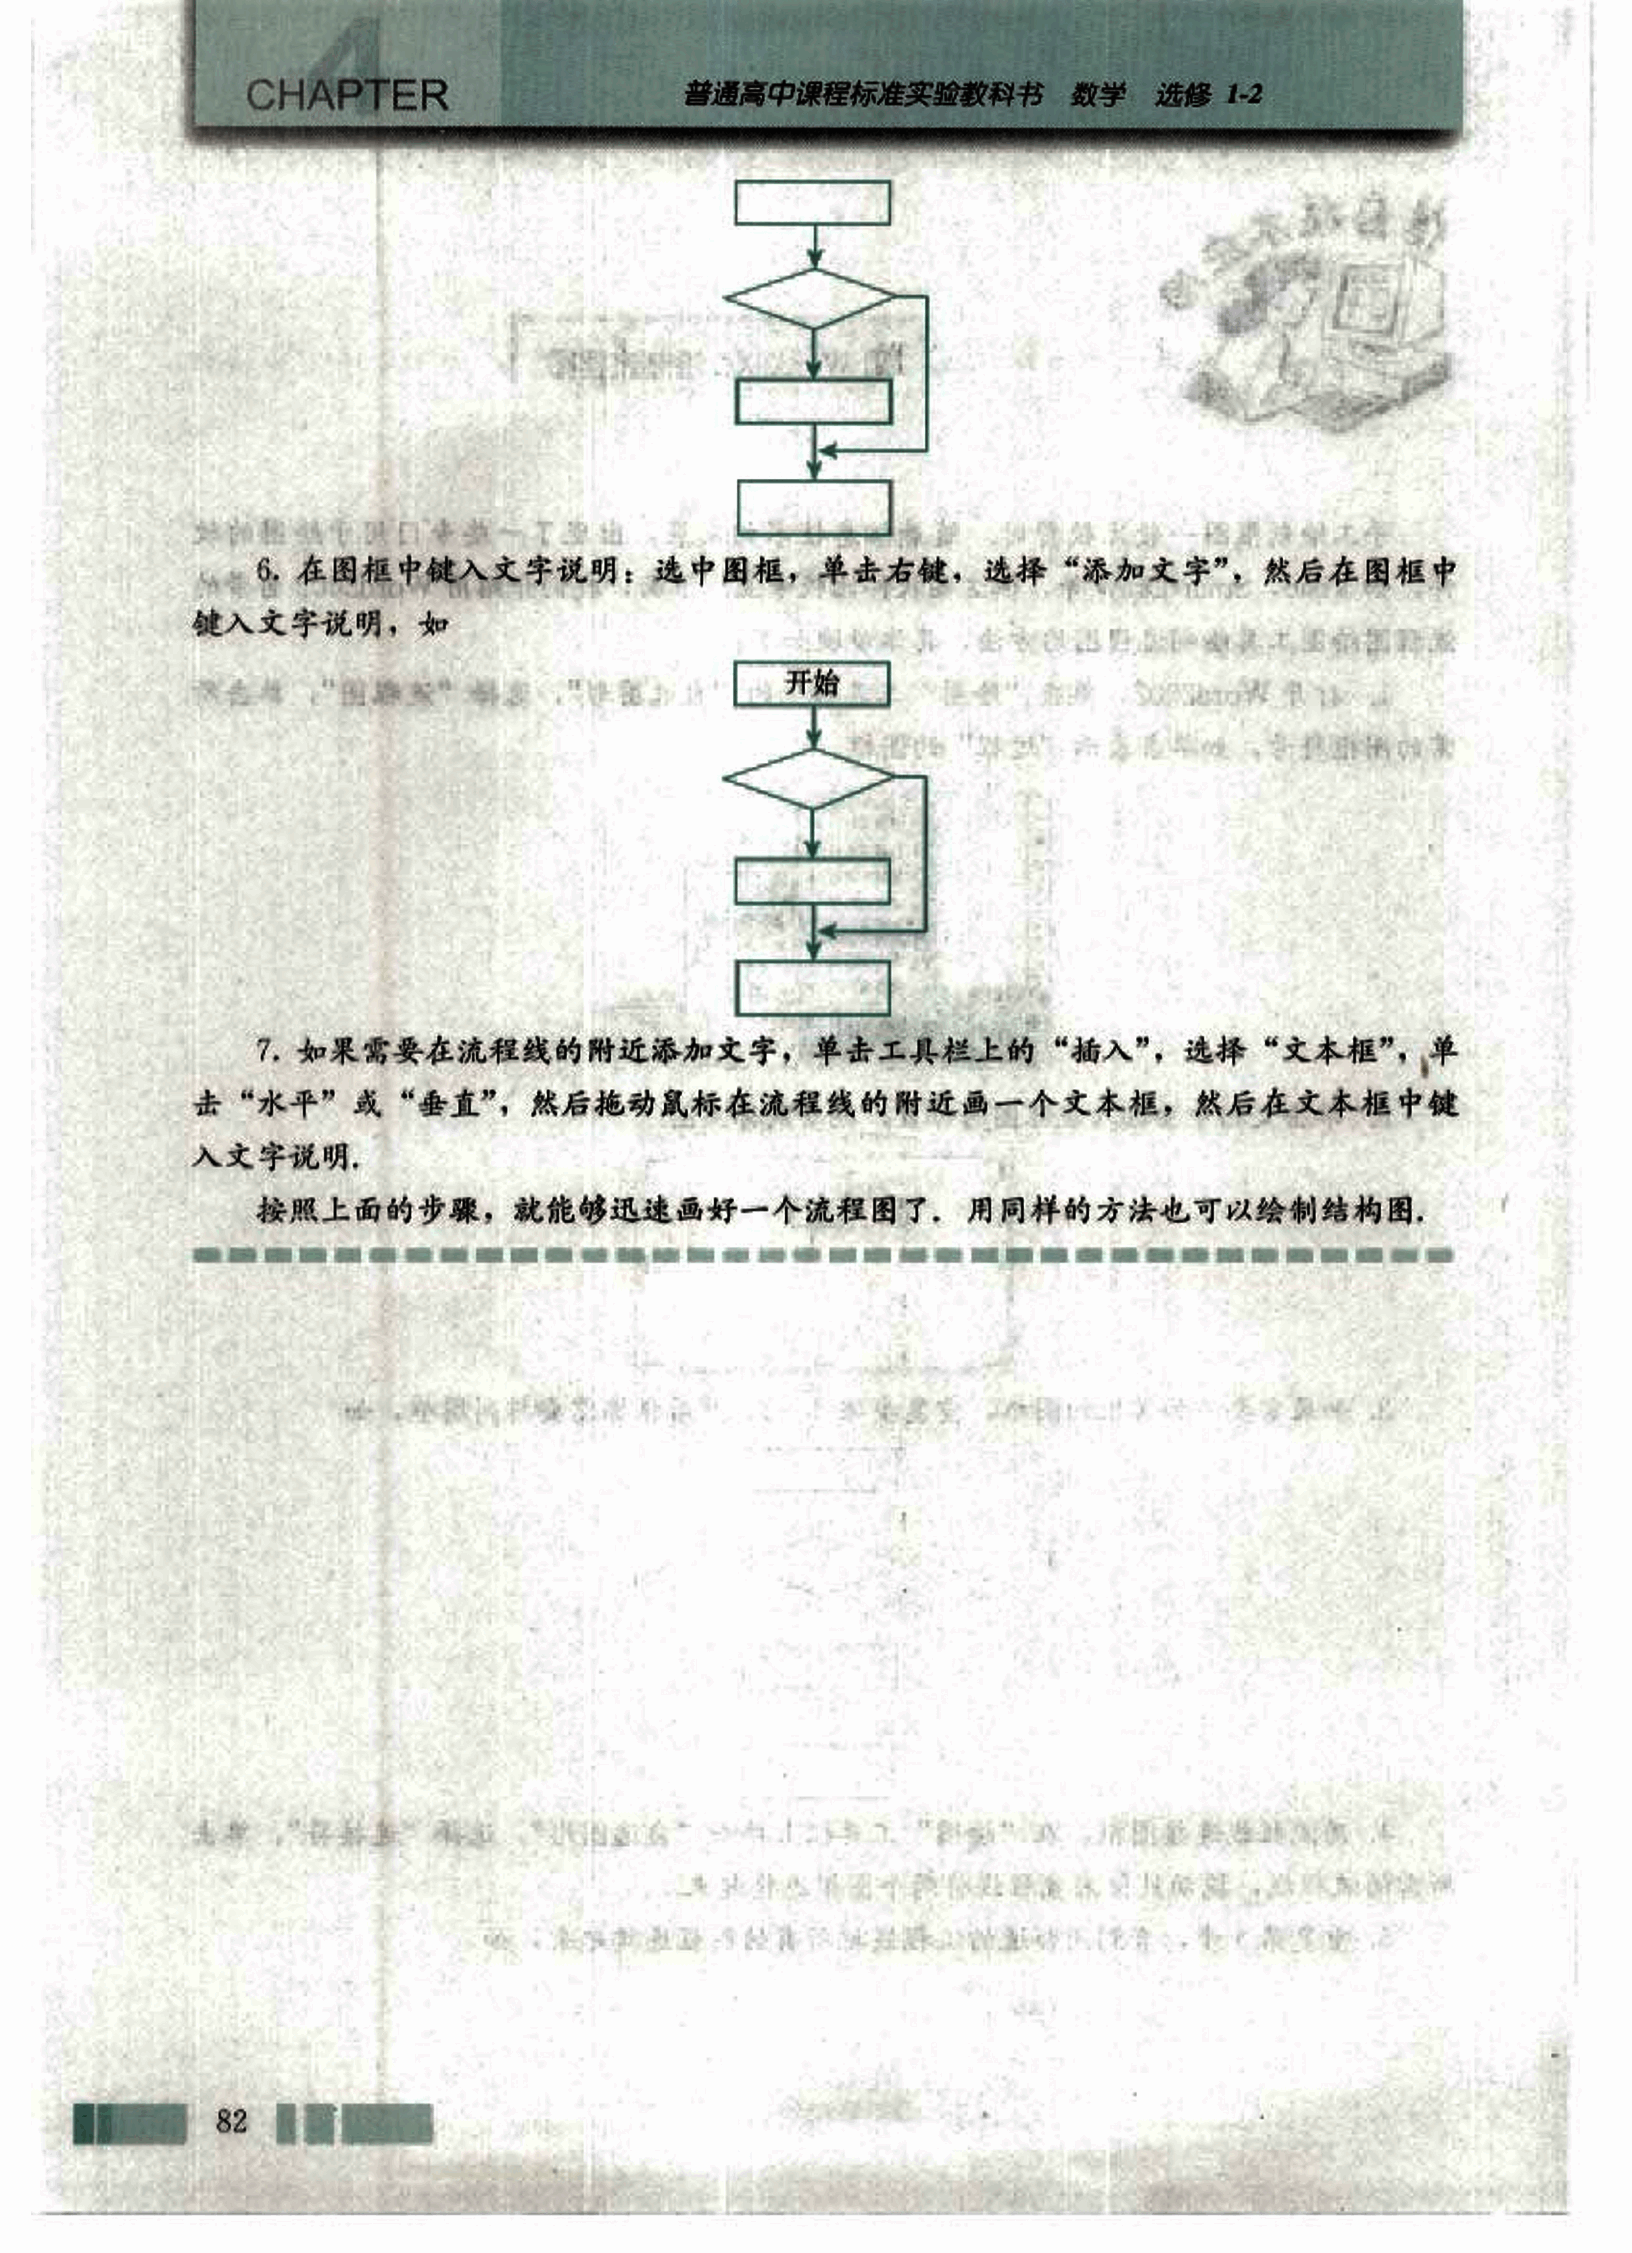 CHAPTER 4
普通高中课程标准实验教科书 数学 选修 1-2
6. 在图框中键入文字说明：选中图框，单击右键，选择“添加文字”，然后在图框中
键入文字说明，如
开始
7. 如果需要在流程线的附近添加文字，单击工具栏上的“插入”，选择“文本框”，单
击“水平”或“垂直”，然后拖动鼠标在流程线的附近画一个文本框，然后在文本框中键
入文字说明.
按照上面的步骤，就能够迅速画好一个流程图了. 用同样的方法也可以绘制结构图.
82